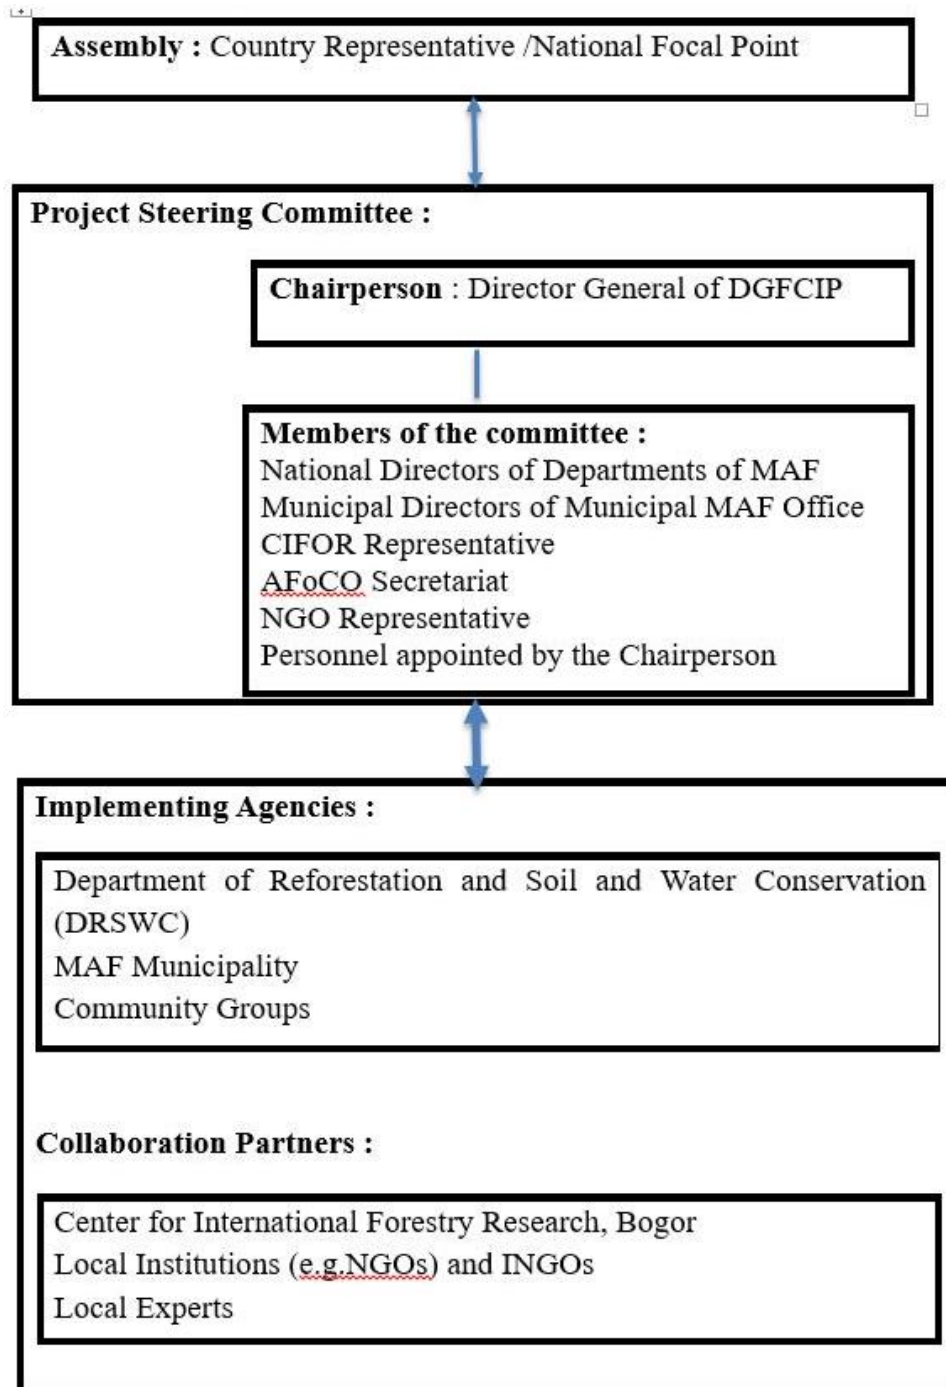 Assembly : Country Representative /National Focal Point
Project Steering Committee :
Chairperson : Director General of DGFCIP
Members of the committee :
National Directors of Departments of MAF
Municipal Directors of Municipal MAF Office
CIFOR Representative
AFoCO Secretariat
NGO Representative
Personnel appointed by the Chairperson
Implementing Agencies :
Department of Reforestation and Soil and Water Conservation
(DRSWC)
MAF Municipality
Community Groups
Collaboration Partners :
Center for International Forestry Research, Bogor
Local Institutions (e.g.NGOs) and INGOs
Local Experts